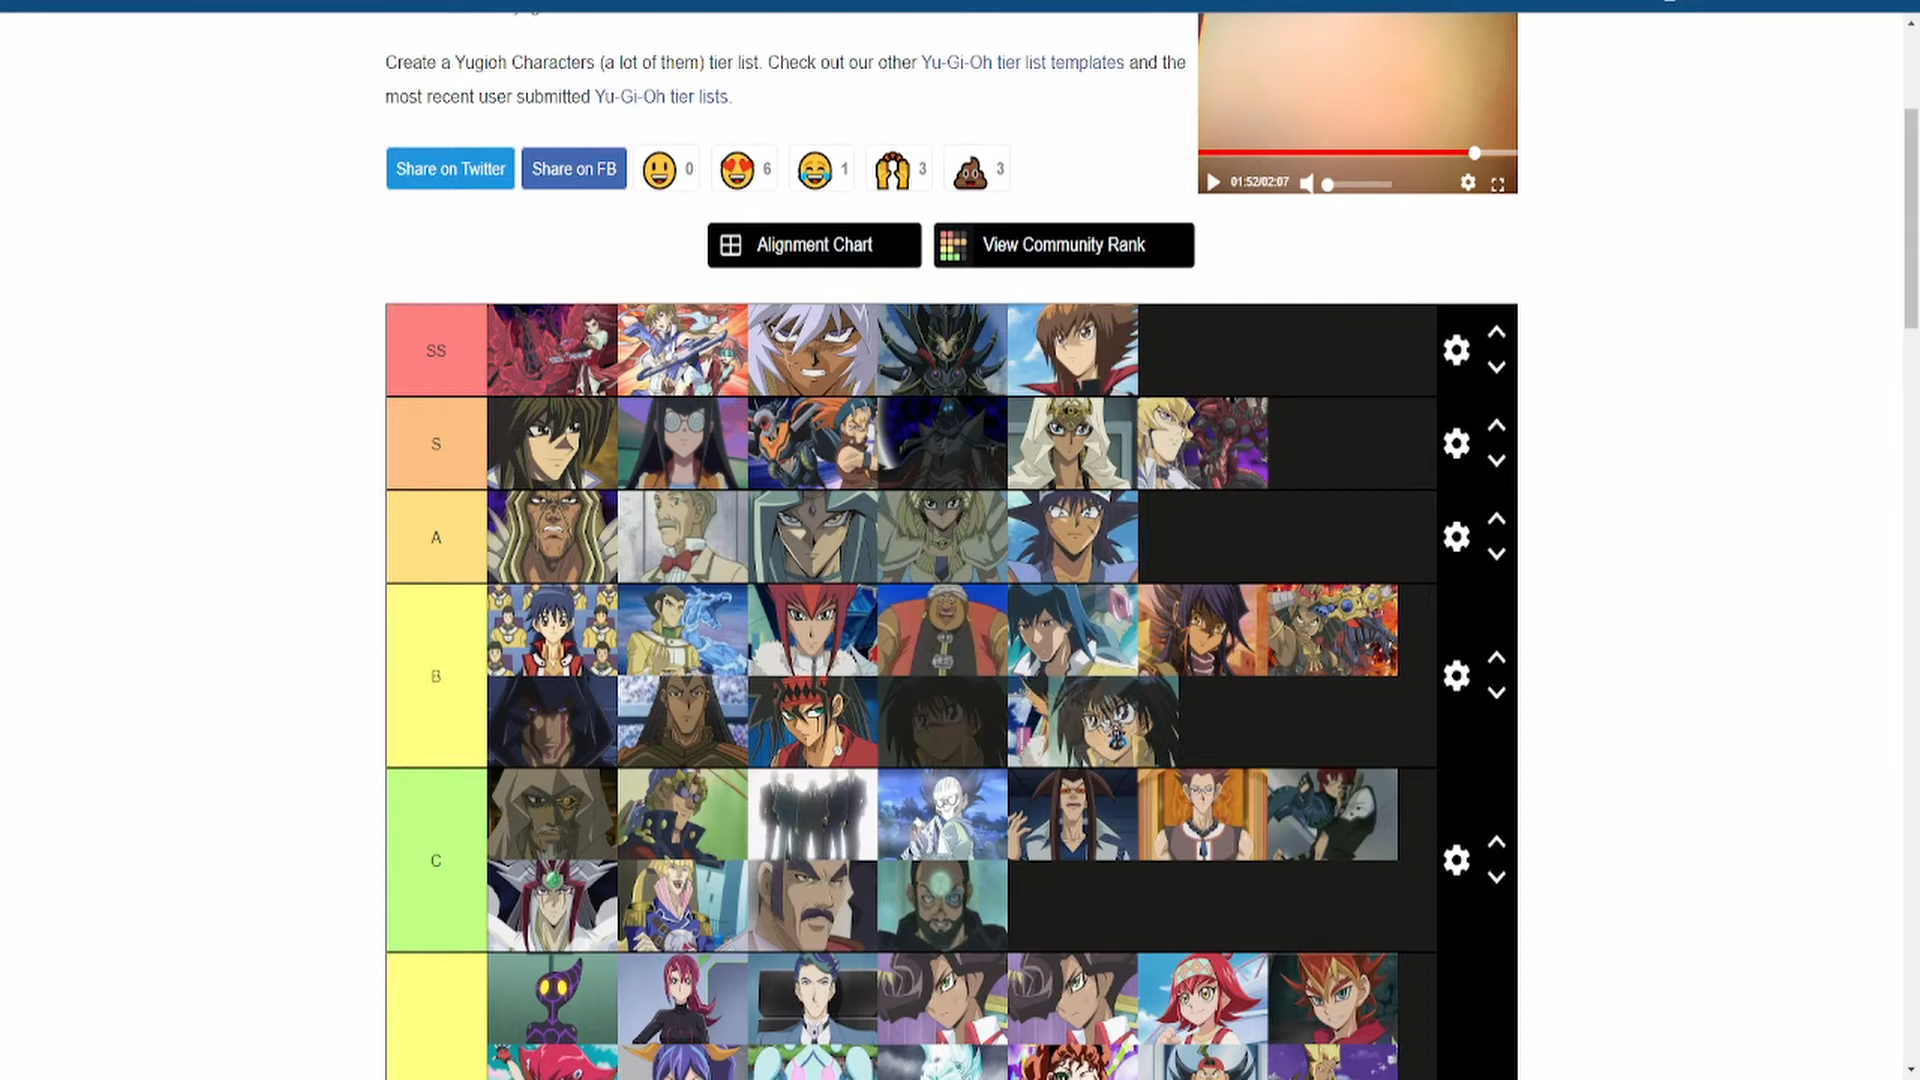 Create a Yugioh Characters (a lot of them) tier list. Check out our other Yu-Gi-Oh tier list templates and the
most recent user submitted Yu-Gi-Oh tier lists.
Share on Twitter
Share on FB
0
6
1
3
3
01:52/02:07
Alignment Chart
View Community Rank
SS
S
A
B
C